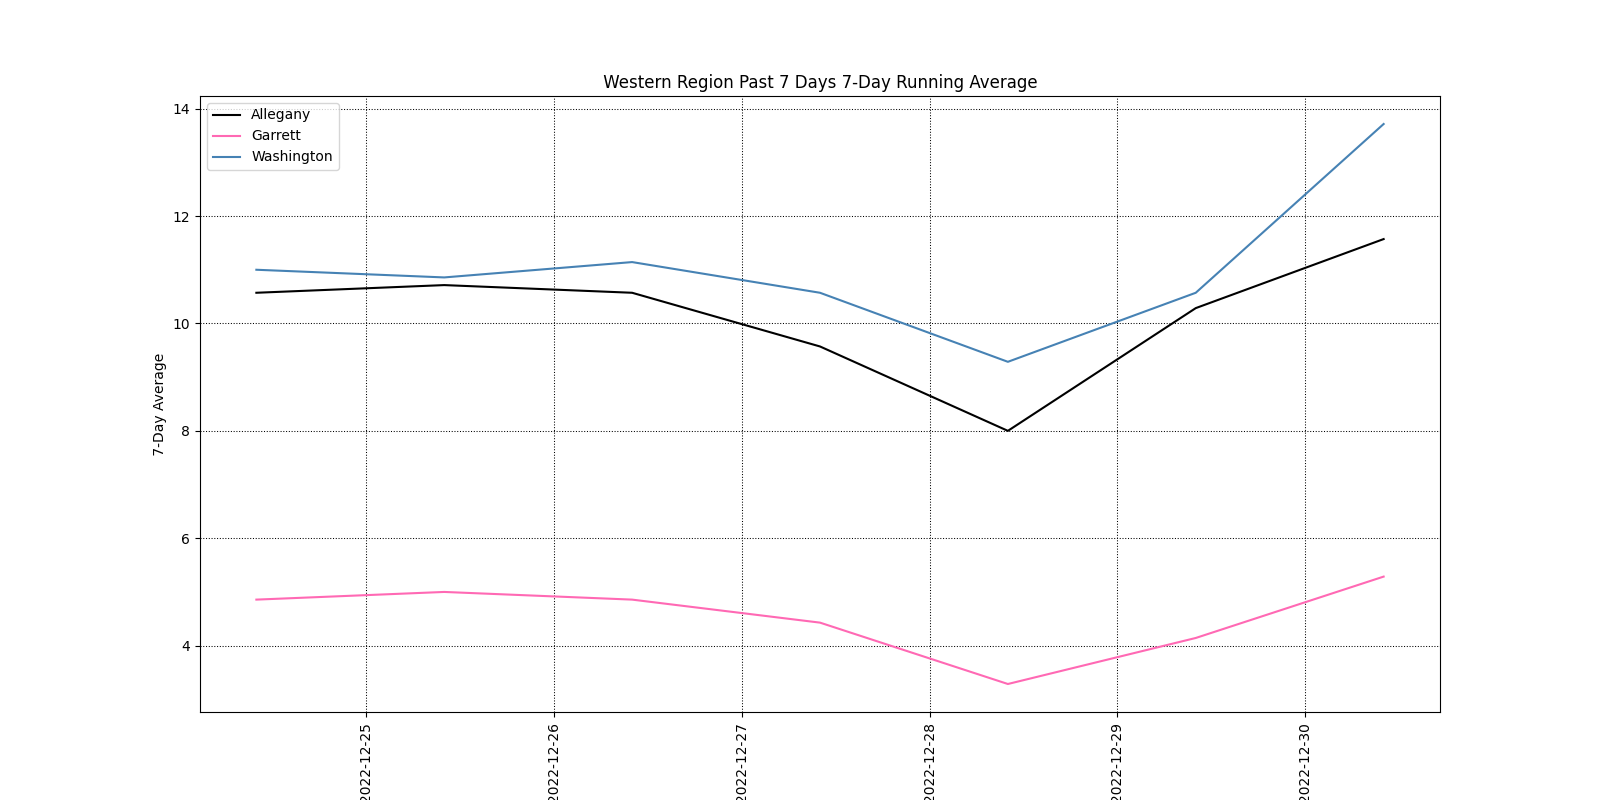 Western Region Past 7 Days 7-Day Running Average
Allegany
Garrett
Washington
7-Day Average
14
12
10
8
6
4
2022-12-25
2022-12-26
2022-12-27
2022-12-28
2022-12-29
2022-12-30